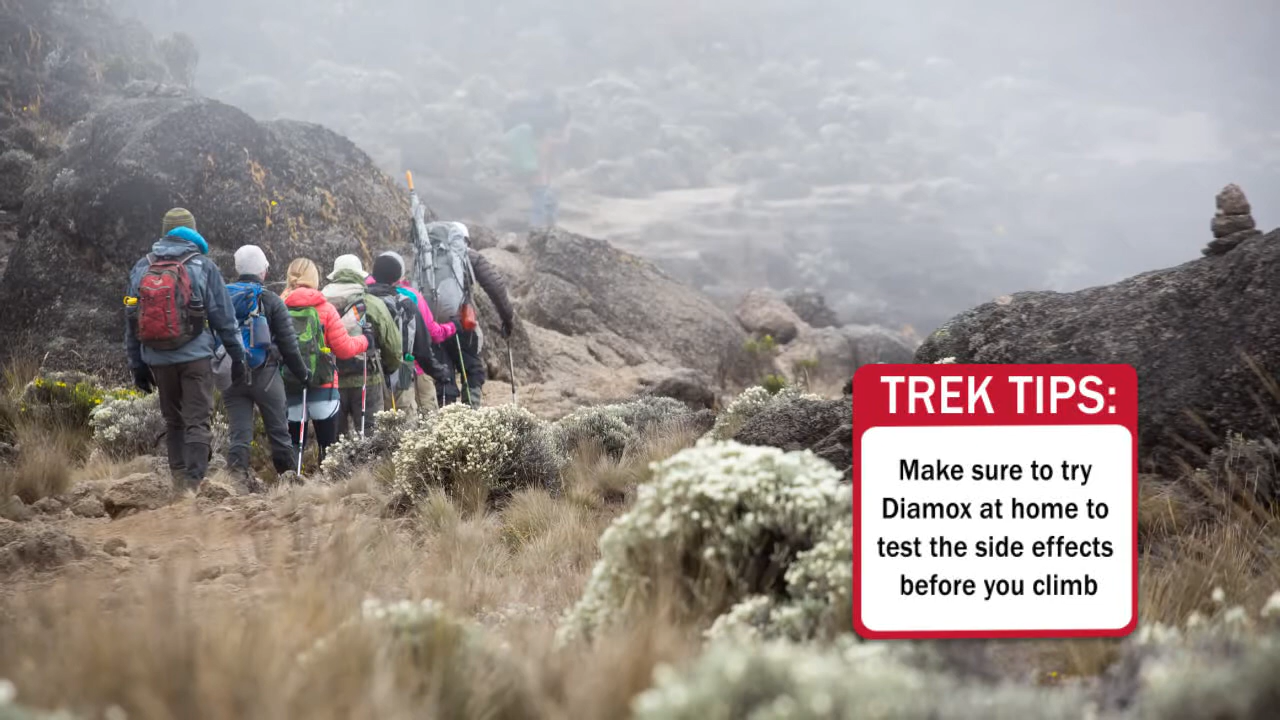 TREK TIPS:
Make sure to try
Diamox at home to
test the side effects
before you climb